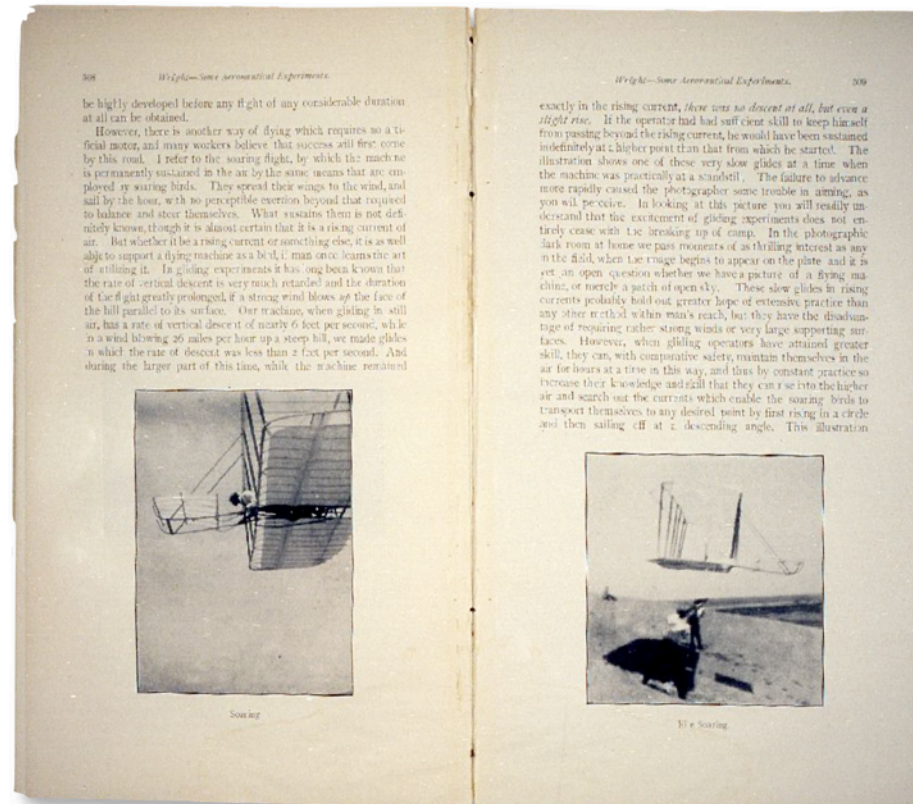 508 Wright—Some Aeronautical Experiments.
be highly developed before any flight of any considerable duration
at all can be obtained.
However, there is another way of flying which requires no arti-
ficial motor, and many workers believe that success will first come
by this road. I refer to the soaring flight, by which the machine
is permanently sustained in the air by the same means that are em-
ployed by soaring birds. They spread their wings to the wind, and
sail by the hour, with no perceptible exertion beyond that required
to balance and steer themselves. What sustains them is not defi-
nitely known, though it is almost certain that it is a rising current of
air. But whether it be a rising current or something else, it is as well
able to support a flying machine as a bird, if man once learns the art
of utilizing it. In gliding experiments it has long been known that
the rate of vertical descent is very much retarded and the duration
of the flight greatly prolonged, if a strong wind blows up the face of
the hill parallel to its surface. Our machine, when gliding in still
air, has a rate of vertical descent of nearly 6 feet per second, while
in a wind blowing 26 miles per hour up a steep hill, we made glides
in which the rate of descent was less than 2 feet per second. And
during the larger part of this time, while the machine remained
Soaring
Wright—Some Aeronautical Experiments. 509
exactly in the rising current, there was no descent at all, but even a
slight rise. If the operator had had sufficient skill to keep himself
from passing beyond the rising current, he would have been sustained
indefinitely at a higher point than that from which he started. The
illustration shows one of these very slow glides at a time when
the machine was practically at a standstill. The failure to advance
more rapidly caused the photographer some trouble in aiming, as
you will perceive. In looking at this picture you will readily un-
derstand that the excitement of gliding experiments does not en-
tirely cease with the breaking up of camp. In the photographic
dark room at home we pass moments of as thrilling interest as any
in the field, when the image begins to appear on the plate and it is
yet an open question whether we have a picture of a flying ma-
chine, or merely a patch of open sky. These slow glides in rising
currents probably hold out greater hope of extensive practice than
any other method within man's reach, but they have the disadvan-
tage of requiring rather strong winds or very large supporting sur-
faces. However, when gliding operators have attained greater
skill, they can, with comparative safety, maintain themselves in the
air for hours at a time in this way, and thus by constant practice so
increase their knowledge and skill that they can rise into the higher
air and search out the currents which enable the soaring birds to
transport themselves to any desired point by first rising in a circle
and then sailing off at a descending angle. This illustration
Soaring